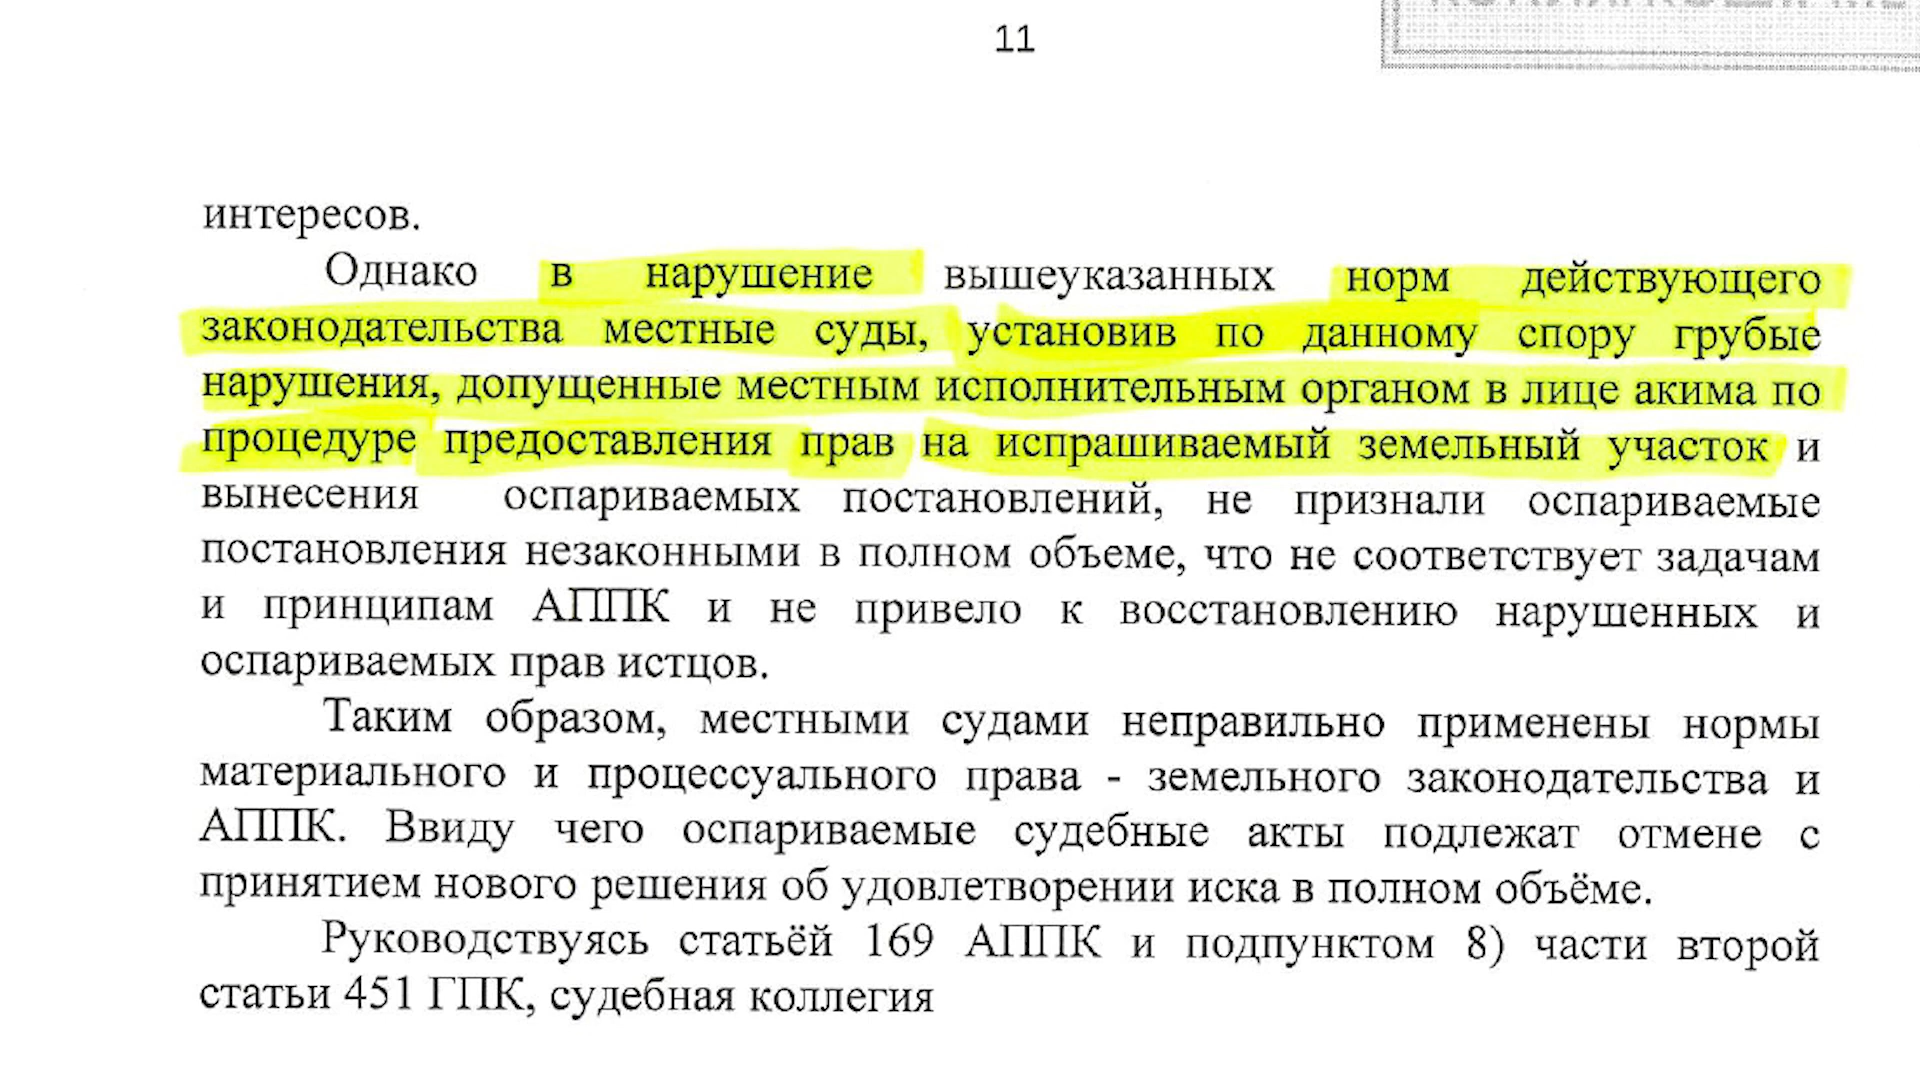 11
интересов.
Однако в нарушение вышеуказанных норм действующего
законодательства местные суды, установив по данному спору грубые
нарушения, допущенные местным исполнительным органом в лице акима по
процедуре предоставления прав на испрашиваемый земельный участок и
вынесения оспариваемых постановлений, не признали оспариваемые
постановления незаконными в полном объеме, что не соответствует задачам
и принципам АППК и не привело к восстановлению нарушенных и
оспариваемых прав истцов.
Таким образом, местными судами неправильно применены нормы
материального и процессуального права - земельного законодательства и
АППК. Ввиду чего оспариваемые судебные акты подлежат отмене с
принятием нового решения об удовлетворении иска в полном объёме.
Руководствуясь статьёй 169 АППК и подпунктом 8) части второй
статьи 451 ГПК, судебная коллегия